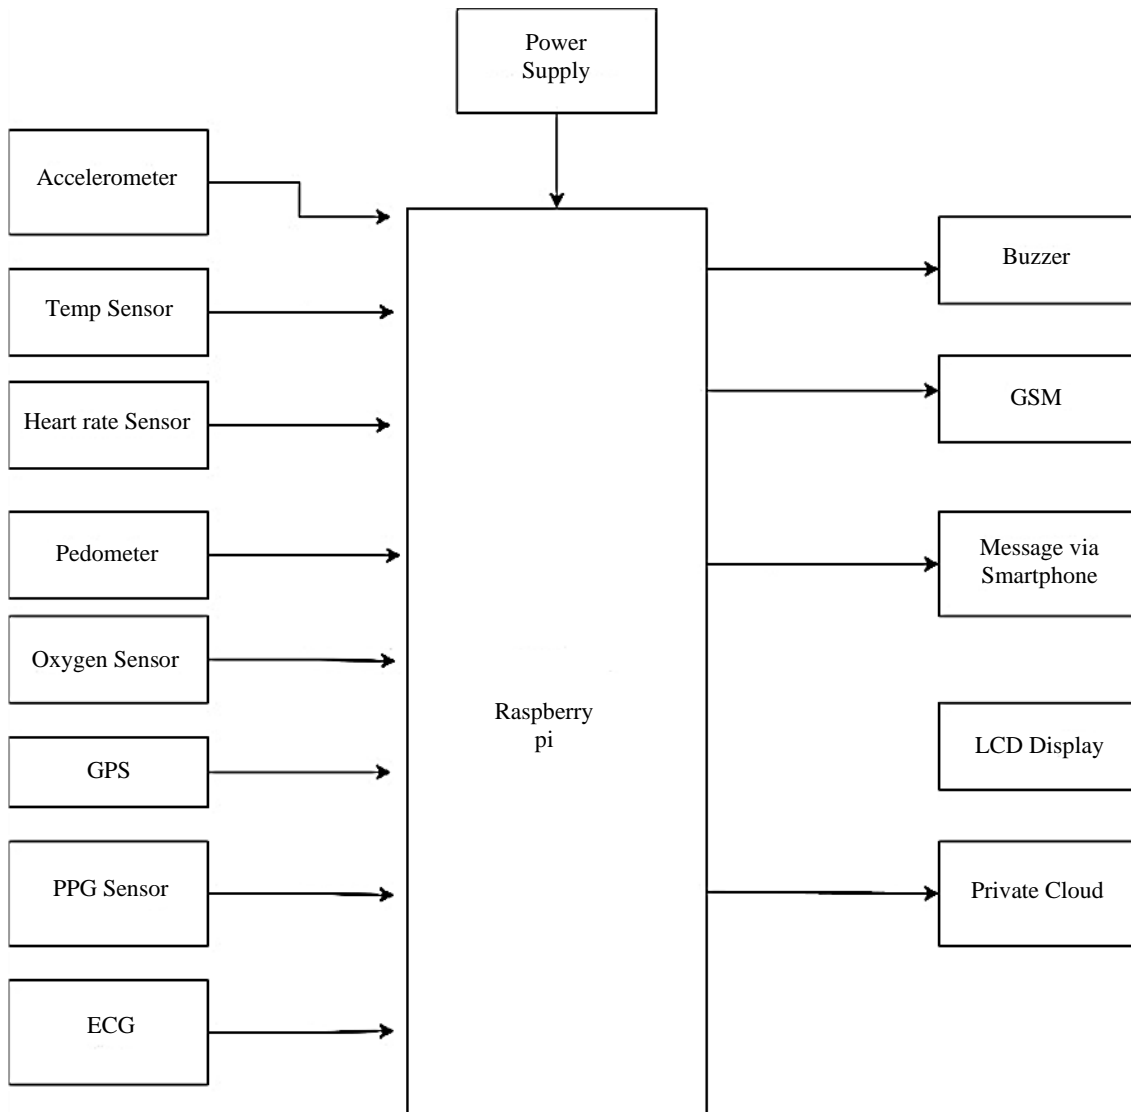 Power
Supply
Accelerometer
Temp Sensor
Heart rate Sensor
Pedometer
Oxygen Sensor
GPS
PPG Sensor
ECG
Raspberry
pi
Buzzer
GSM
Message via
Smartphone
LCD Display
Private Cloud